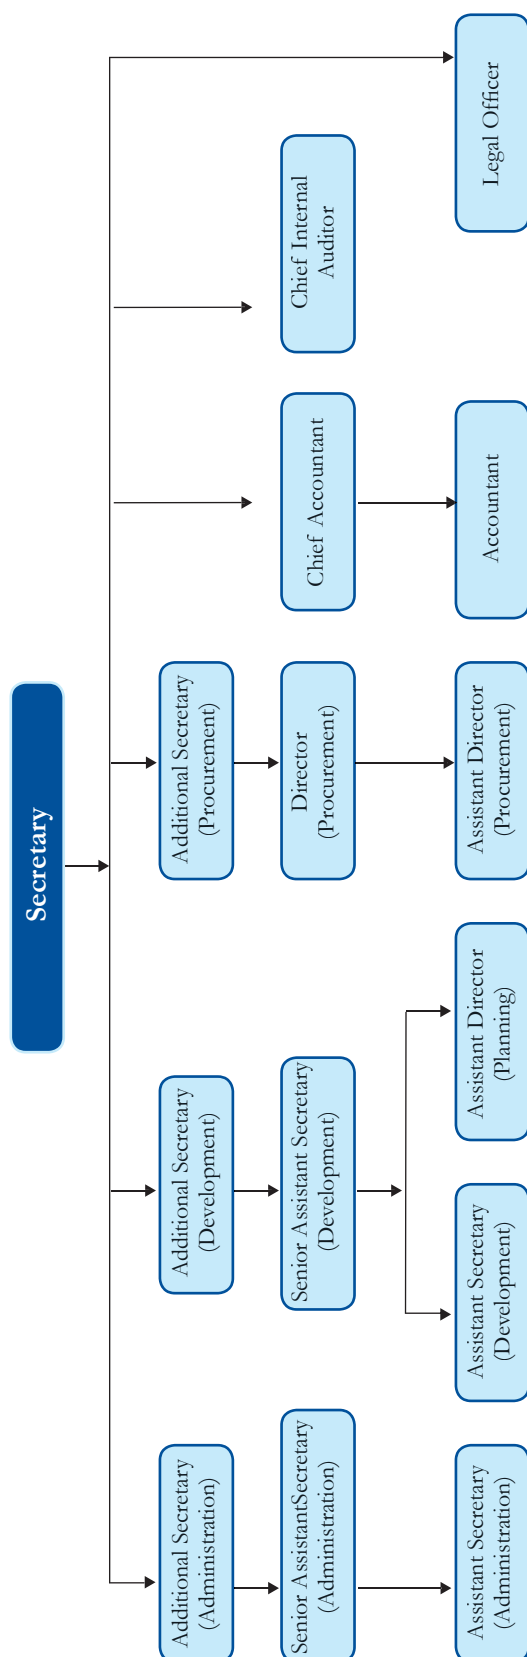 Secretary
Additional Secretary
(Administration)
Additional Secretary
(Development)
Additional Secretary
(Procurement)
Senior AssistantSecretary
(Administration)
Senior Assistant Secretary
(Development)
Director
(Procurement)
Chief Accountant
Chief Internal
Auditor
Assistant Secretary
(Administration)
Assistant Secretary
(Development)
Assistant Director
(Planning)
Assistant Director
(Procurement)
Accountant
Legal Officer